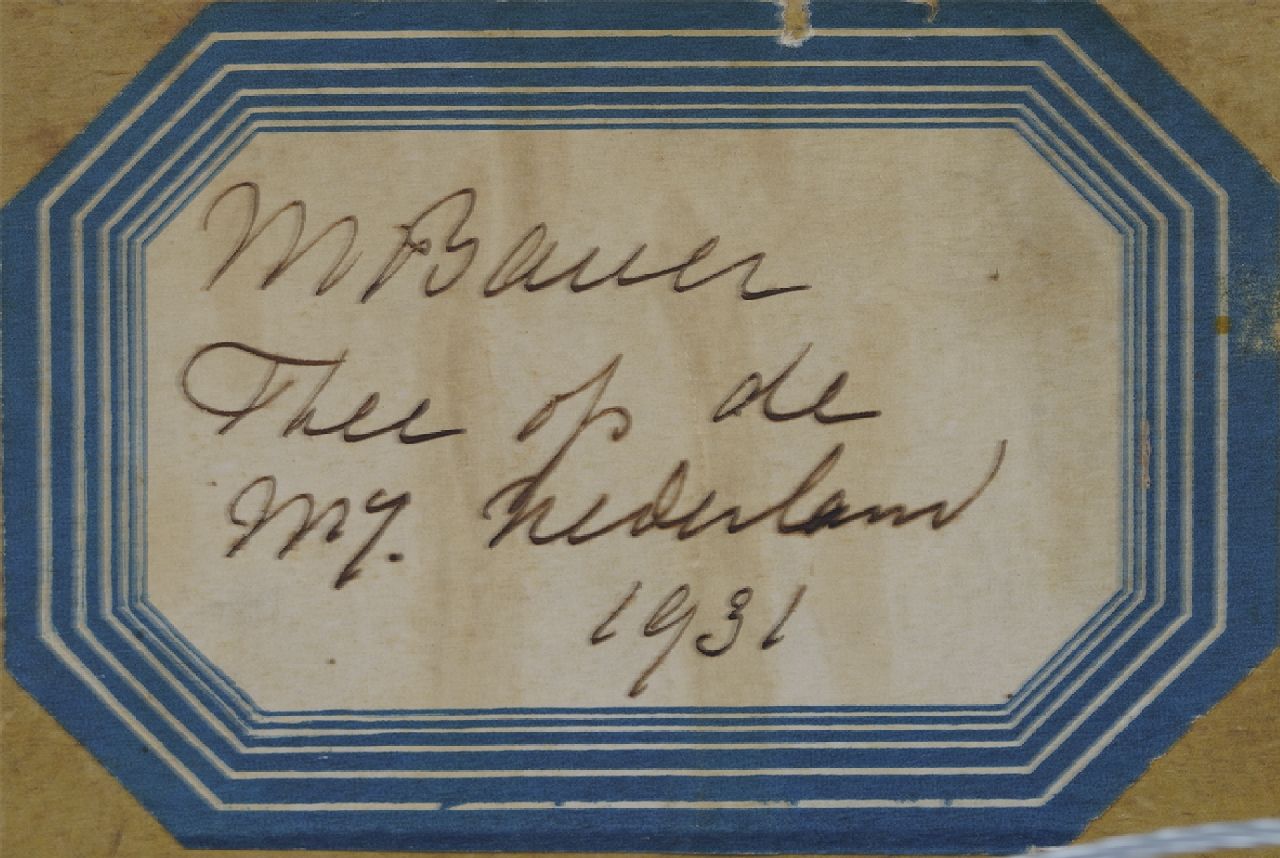 M Bauer
Thee op de
My. Nederland
1931